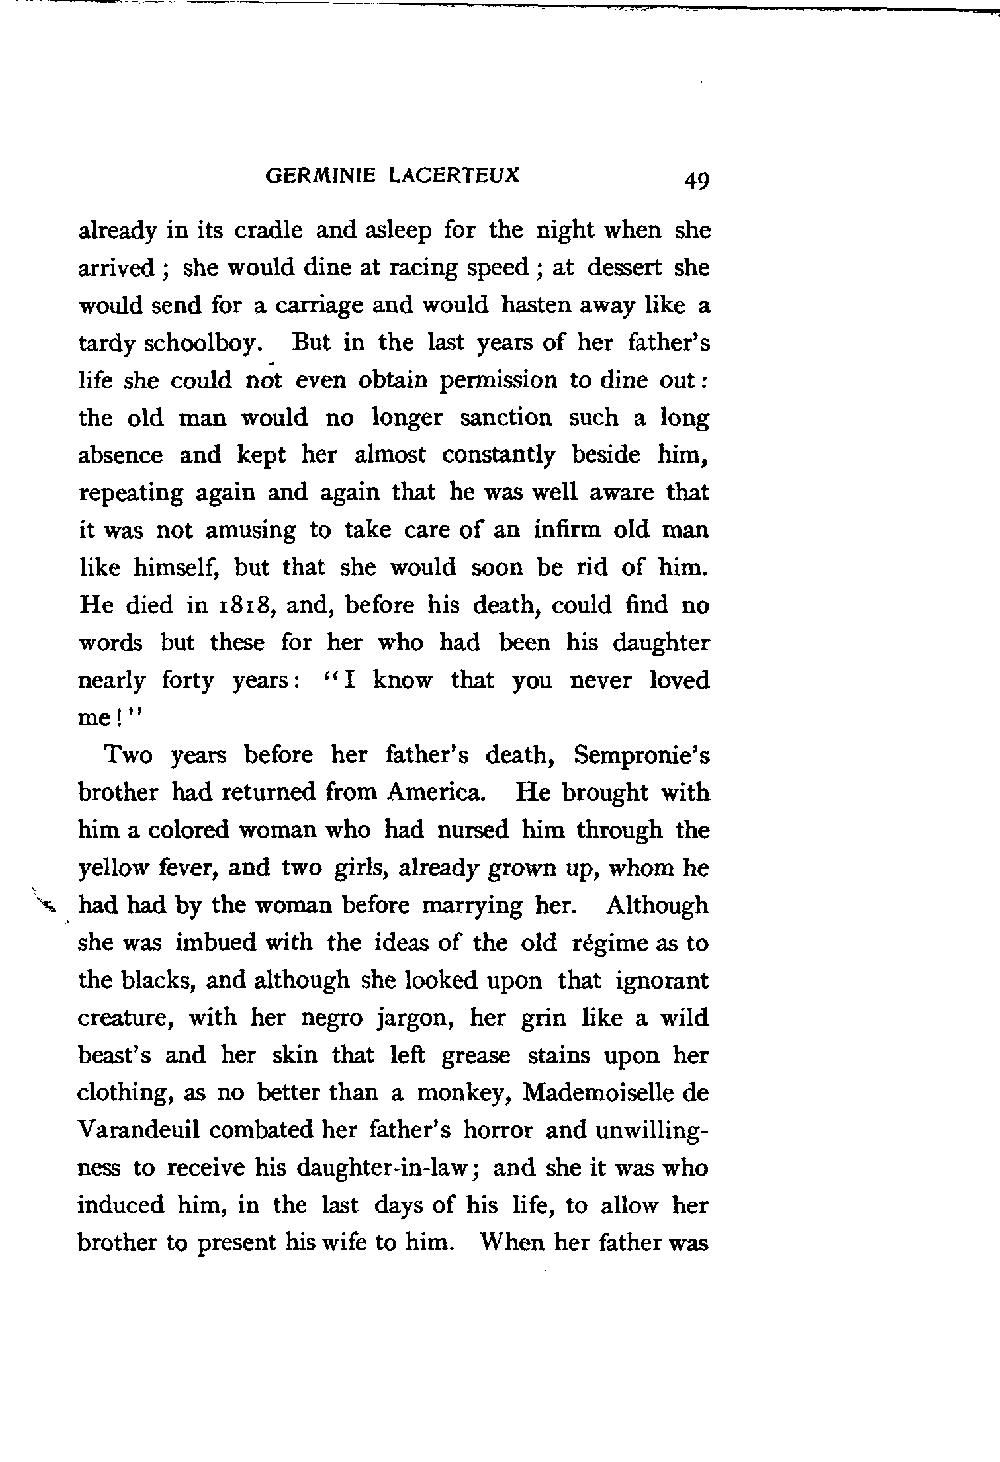 GERMINIE LACERTEUX 49
already in its cradle and asleep for the night when she
arrived ; she would dine at racing speed ; at dessert she
would send for a carriage and would hasten away like a
tardy schoolboy. But in the last years of her father's
life she could not even obtain permission to dine out :
the old man would no longer sanction such a long
absence and kept her almost constantly beside him,
repeating again and again that he was well aware that
it was not amusing to take care of an infirm old man
like himself, but that she would soon be rid of him.
He died in 1818, and, before his death, could find no
words but these for her who had been his daughter
nearly forty years : “I know that you never loved
me !”
Two years before her father's death, Sempronie's
brother had returned from America. He brought with
him a colored woman who had nursed him through the
yellow fever, and two girls, already grown up, whom he
had had by the woman before marrying her. Although
she was imbued with the ideas of the old régime as to
the blacks, and although she looked upon that ignorant
creature, with her negro jargon, her grin like a wild
beast's and her skin that left grease stains upon her
clothing, as no better than a monkey, Mademoiselle de
Varandeuil combated her father's horror and unwilling-
ness to receive his daughter-in-law ; and she it was who
induced him, in the last days of his life, to allow her
brother to present his wife to him. When her father was